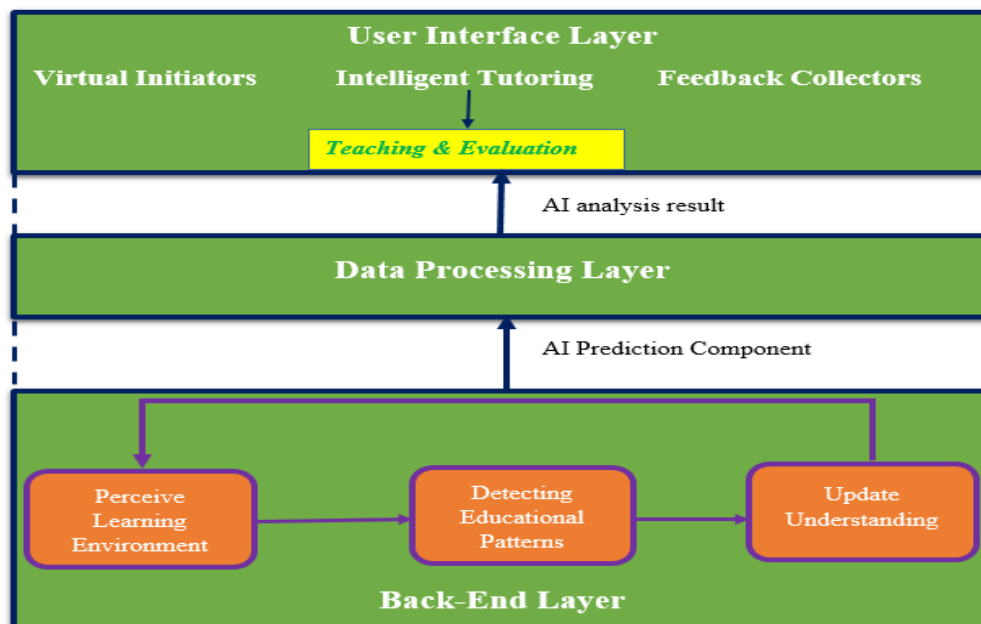 User Interface Layer
Virtual Initiators
Intelligent Tutoring
Feedback Collectors
Teaching & Evaluation
AI analysis result
Data Processing Layer
AI Prediction Component
Perceive
Learning
Environment
Detecting
Educational
Patterns
Update
Understanding
Back-End Layer